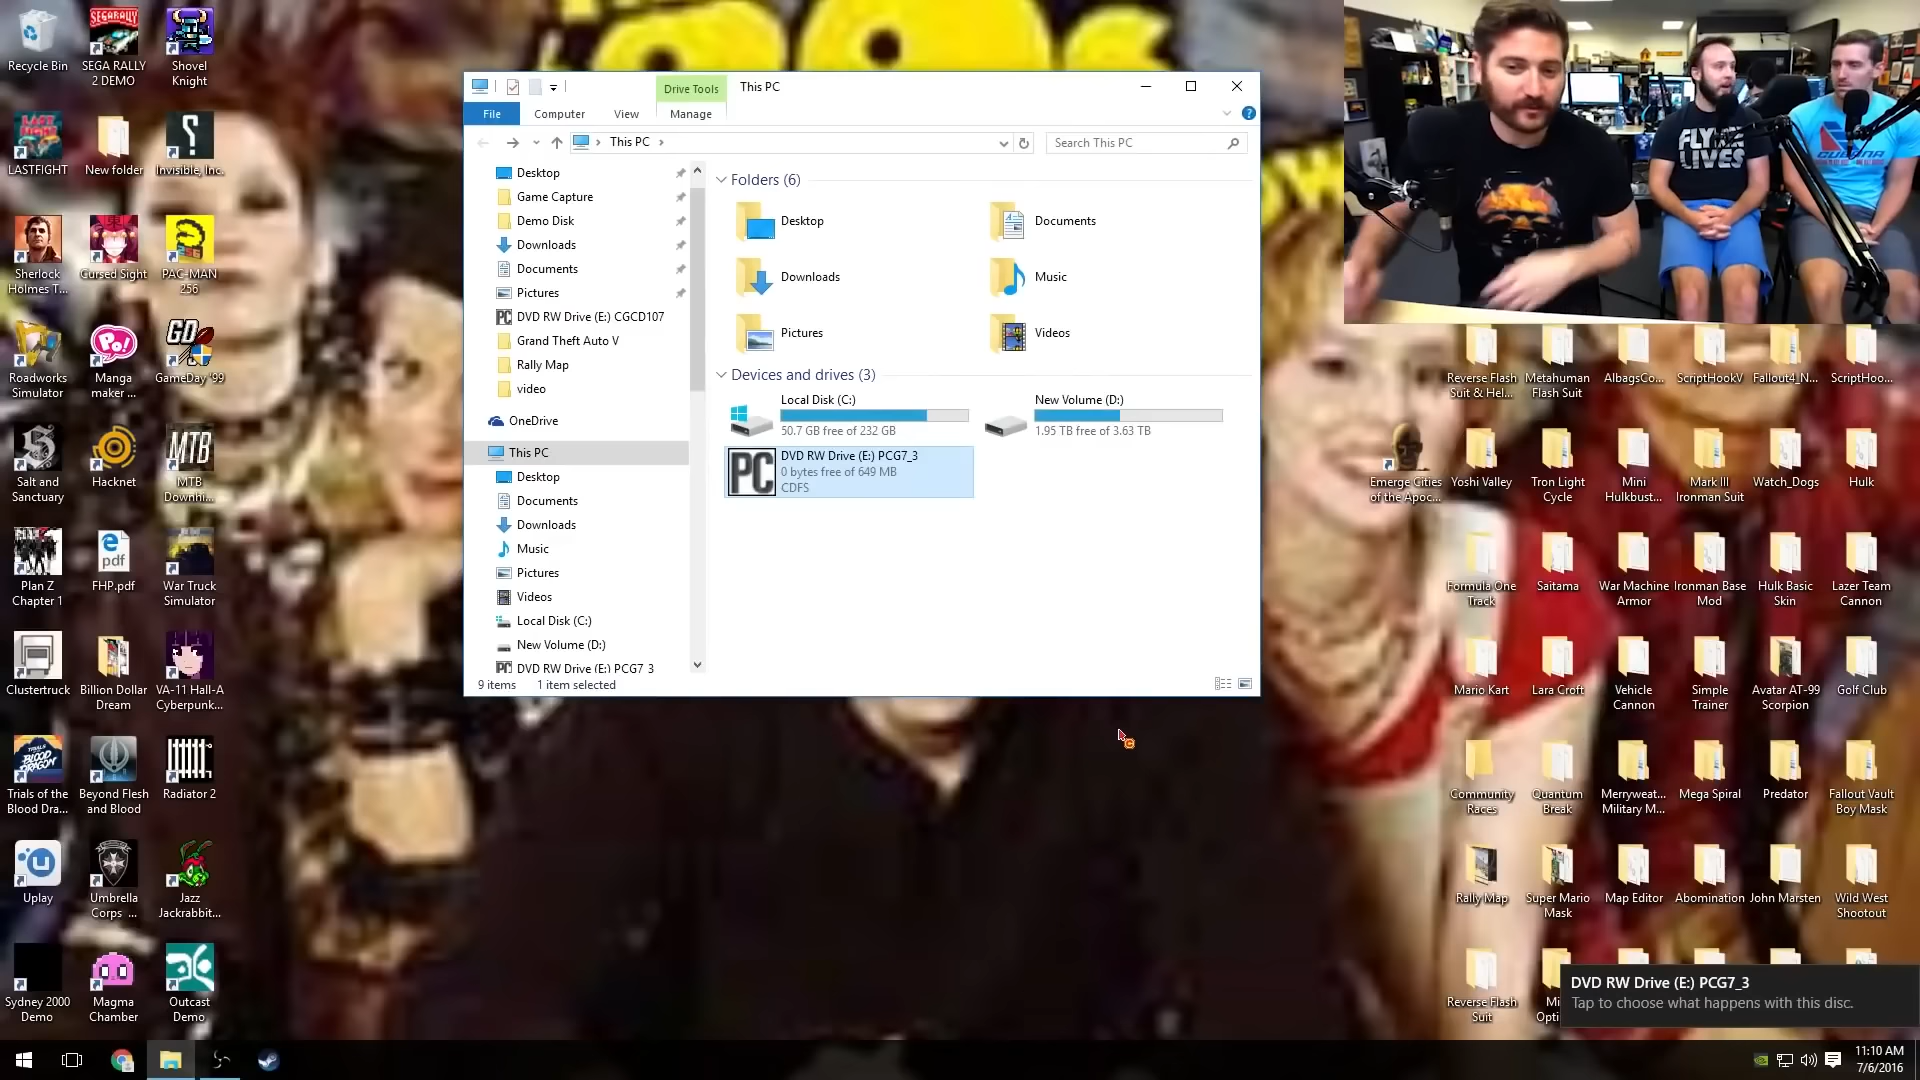 Recycle Bin
SEGA RALLY
2 DEMO
Shovel
Knight
LASTFIGHT
New folder
Invisible, Inc.
Sherlock
Holmes T...
Cursed Sight
PAC-MAN
256
Roadworks
Simulator
Manga
maker ...
GameDay '99
Salt and
Sanctuary
Hacknet
MTB
Downhi...
Plan Z
Chapter 1
FHP.pdf
War Truck
Simulator
Clustertruck
Billion Dollar
Dream
VA-11 Hall-A
Cyberpunk...
Trials of the
Blood Dra...
Beyond Flesh
and Blood
Radiator 2
Uplay
Umbrella
Corps ...
Jazz
Jackrabbit...
Sydney 2000
Demo
Magma
Chamber
Outcast
Demo
Drive Tools
This PC
File
Computer
View
Manage
This PC
Search This PC
Desktop
Game Capture
Demo Disk
Downloads
Documents
Pictures
DVD RW Drive (E:) CGCD107
Grand Theft Auto V
Rally Map
video
OneDrive
This PC
Desktop
Documents
Downloads
Music
Pictures
Videos
Local Disk (C:)
New Volume (D:)
DVD RW Drive (E:) PCG7_3
Folders (6)
Desktop
Documents
Downloads
Music
Pictures
Videos
Devices and drives (3)
Local Disk (C:)
50.7 GB free of 232 GB
New Volume (D:)
1.95 TB free of 3.63 TB
PC
DVD RW Drive (E:) PCG7_3
0 bytes free of 649 MB
CDFS
9 items
1 item selected
FLYIN
LIVES
CUBANA
Reverse Flash
Suit & Hel...
Metahuman
Flash Suit
AlbagsCo...
ScriptHookV
Fallout4_N...
ScriptHoo...
Emerge Cities
of the Apoc...
Yoshi Valley
Tron Light
Cycle
Mini
Hulkbust...
Mark III
Ironman Suit
Watch_Dogs
Hulk
Formula One
Track
Saitama
War Machine
Armor
Ironman Base
Mod
Hulk Basic
Skin
Lazer Team
Cannon
Mario Kart
Lara Croft
Vehicle
Cannon
Simple
Trainer
Avatar AT-99
Scorpion
Golf Club
Community
Races
Quantum
Break
Merryweat...
Military M...
Mega Spiral
Predator
Fallout Vault
Boy Mask
Rally Map
Super Mario
Mask
Map Editor
Abomination
John Marsten
Wild West
Shootout
Reverse Flash
Suit
DVD RW Drive (E:) PCG7_3
Tap to choose what happens with this disc.
11:10 AM
7/6/2016